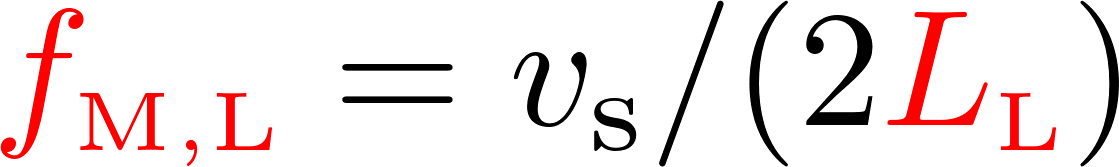 f_{M,L} = v_S/(2L_L)